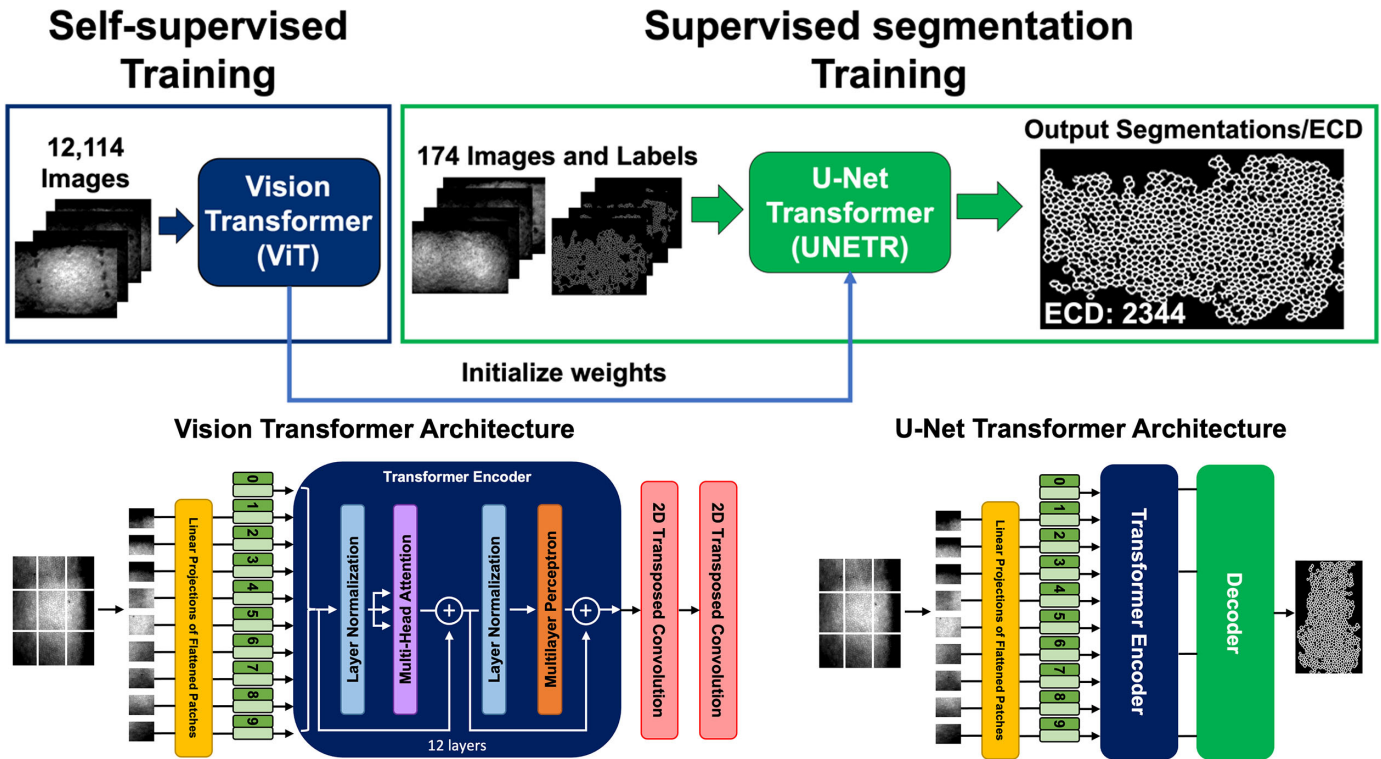 Self-supervised
Training
Supervised segmentation
Training
12,114
Images
Vision
Transformer
(ViT)
174 Images and Labels
U-Net
Transformer
(UNETR)
Output Segmentations/ECD
ECD: 2344
Initialize weights
Vision Transformer Architecture
Linear Projections of Flattened Patches
0
1
2
3
4
5
6
7
8
9
Transformer Encoder
Layer Normalization
Multi-Head Attention
+
Layer Normalization
Multilayer Perceptron
+
12 layers
2D Transposed Convolution
2D Transposed Convolution
U-Net Transformer Architecture
Linear Projections of Flattened Patches
0
1
2
3
4
5
6
7
8
9
Transformer Encoder
Decoder